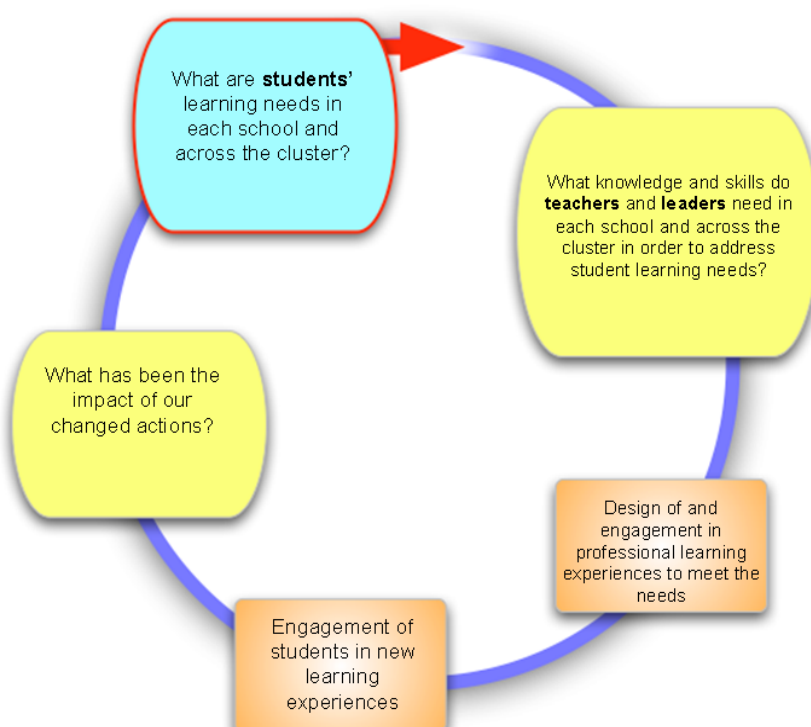 What are students’
learning needs in
each school and
across the cluster?
What knowledge and skills do
teachers and leaders need in
each school and across the
cluster in order to address
student learning needs?
Design of and
engagement in
professional learning
experiences to meet the
needs
Engagement of
students in new
learning
experiences
What has been the
impact of our
changed actions?